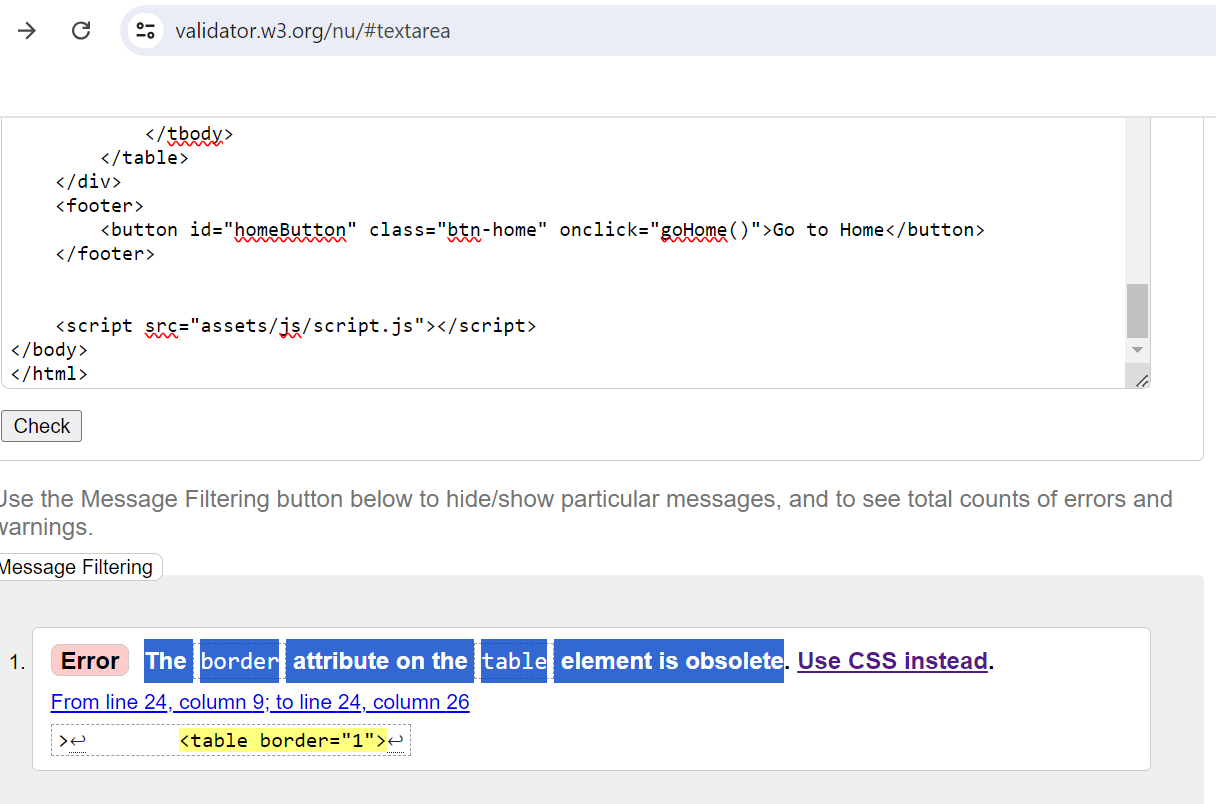 validator.w3.org/nu/#textarea
</tbody>
</table>
</div>
<footer>
<button id="homeButton" class="btn-home" onclick="goHome()">Go to Home</button>
</footer>
<script src="assets/js/script.js"></script>
</body>
</html>
Check
Use the Message Filtering button below to hide/show particular messages, and to see total counts of errors and
warnings.
Message Filtering
1. Error The border attribute on the table element is obsolete. Use CSS instead.
From line 24, column 9; to line 24, column 26
>↩ <table border="1">↩